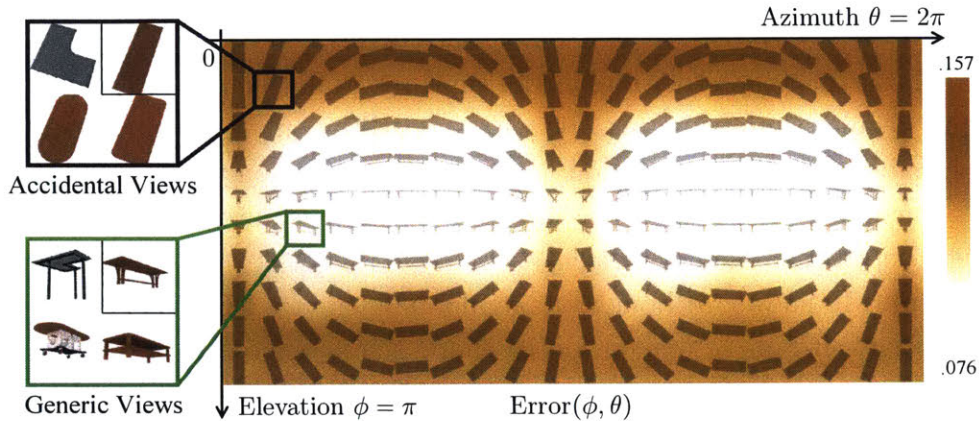 Azimuth θ = 2π
0
.157
Accidental Views
.076
Generic Views
Elevation ϕ = π
Error(ϕ, θ)